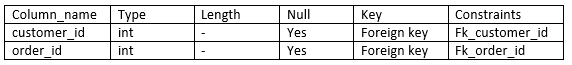 Column_name Type Length Null Key Constraints
customer_id int - Yes Foreign key Fk_customer_id
order_id int - Yes Foreign key Fk_order_id